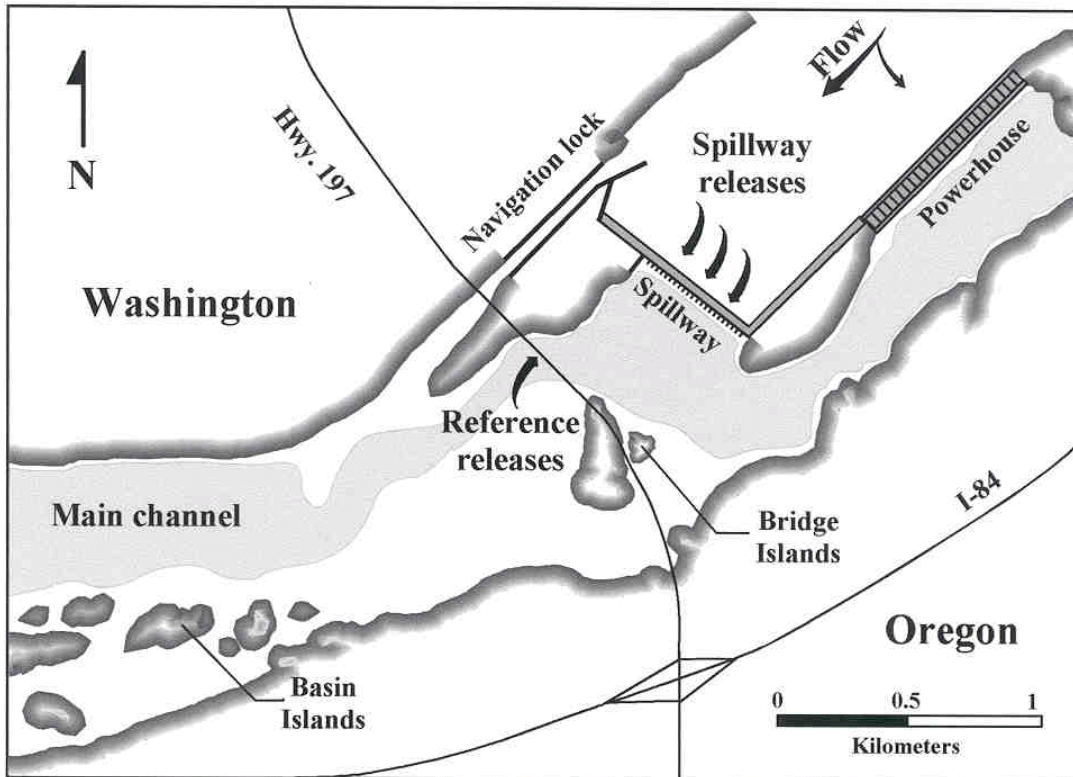 Flow
Hwy. 197
Navigation lock
Spillway
releases
Powerhouse
N
Washington
Spillway
Reference
releases
Main channel
Bridge
Islands
I-84
Oregon
Basin
Islands
0 0.5 1
Kilometers